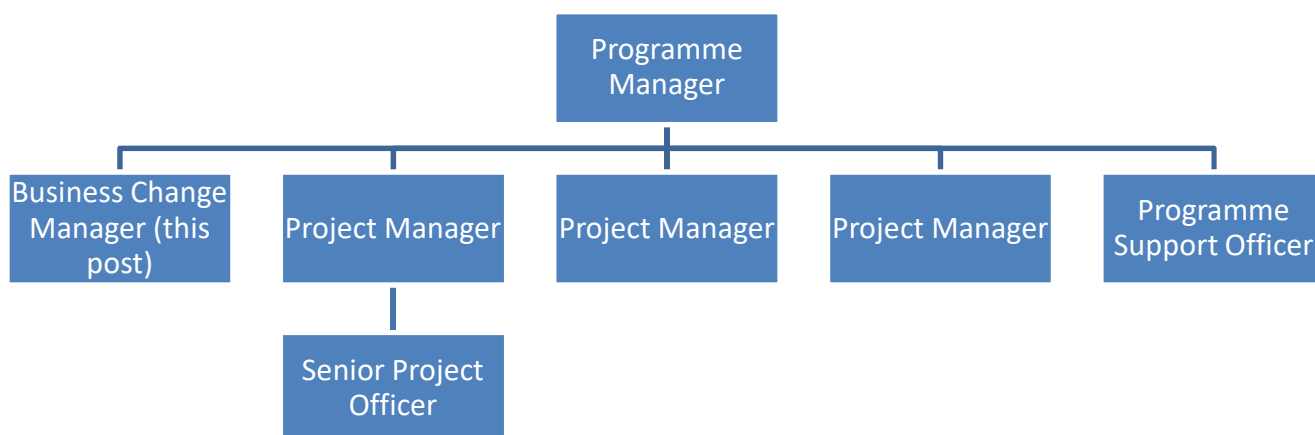 Programme
Manager
Business Change
Manager (this
post)
Project Manager
Project Manager
Project Manager
Programme
Support Officer
Senior Project
Officer